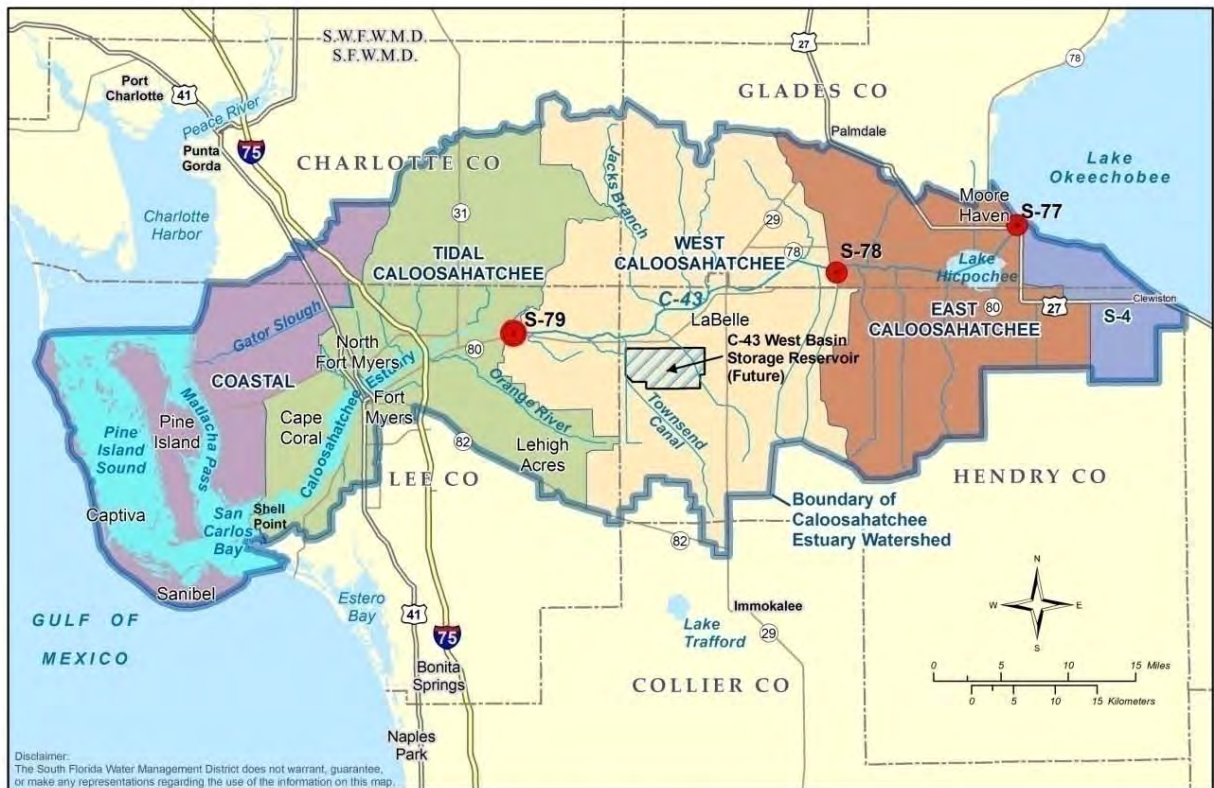 S.W.F.W.M.D.
S.F.W.M.D.
27
78
Port
Charlotte
41
GLADES CO
Peace River
Palmdale
Punta
Gorda
75
CHARLOTTE CO
Lake
Okeechobee
Jacks Branch
Moore
Haven
S-77
Charlotte
Harbor
31
29
TIDAL
CALOOSAHATCHEE
WEST
CALOOSAHATCHEE
78
S-78
Lake
Hicpochee
C-43
Clewiston
27
80
S-4
EAST
CALOOSAHATCHEE
S-79
LaBelle
Gator Slough
North
Fort Myers
80
C-43 West Basin
Storage Reservoir
(Future)
COASTAL
Caloosahatchee Estuary
Fort
Myers
Orange River
Matlacha Pass
Pine
Island
Cape
Coral
Townsend
Canal
Pine
Island
Sound
82
Lehigh
Acres
LEE CO
HENDRY CO
Captiva
San
Carlos
Bay
Shell
Point
Boundary of
Caloosahatchee
Estuary Watershed
82
Sanibel
Estero
Bay
GULF OF
MEXICO
41
75
Lake
Trafford
Immokalee
29
N
W
E
S
Bonita
Springs
COLLIER CO
0 5 10 15 Miles
0 5 10 15 Kilometers
Naples
Park
Disclaimer:
The South Florida Water Management District does not warrant, guarantee,
or make any representations regarding the use of the information on this map.